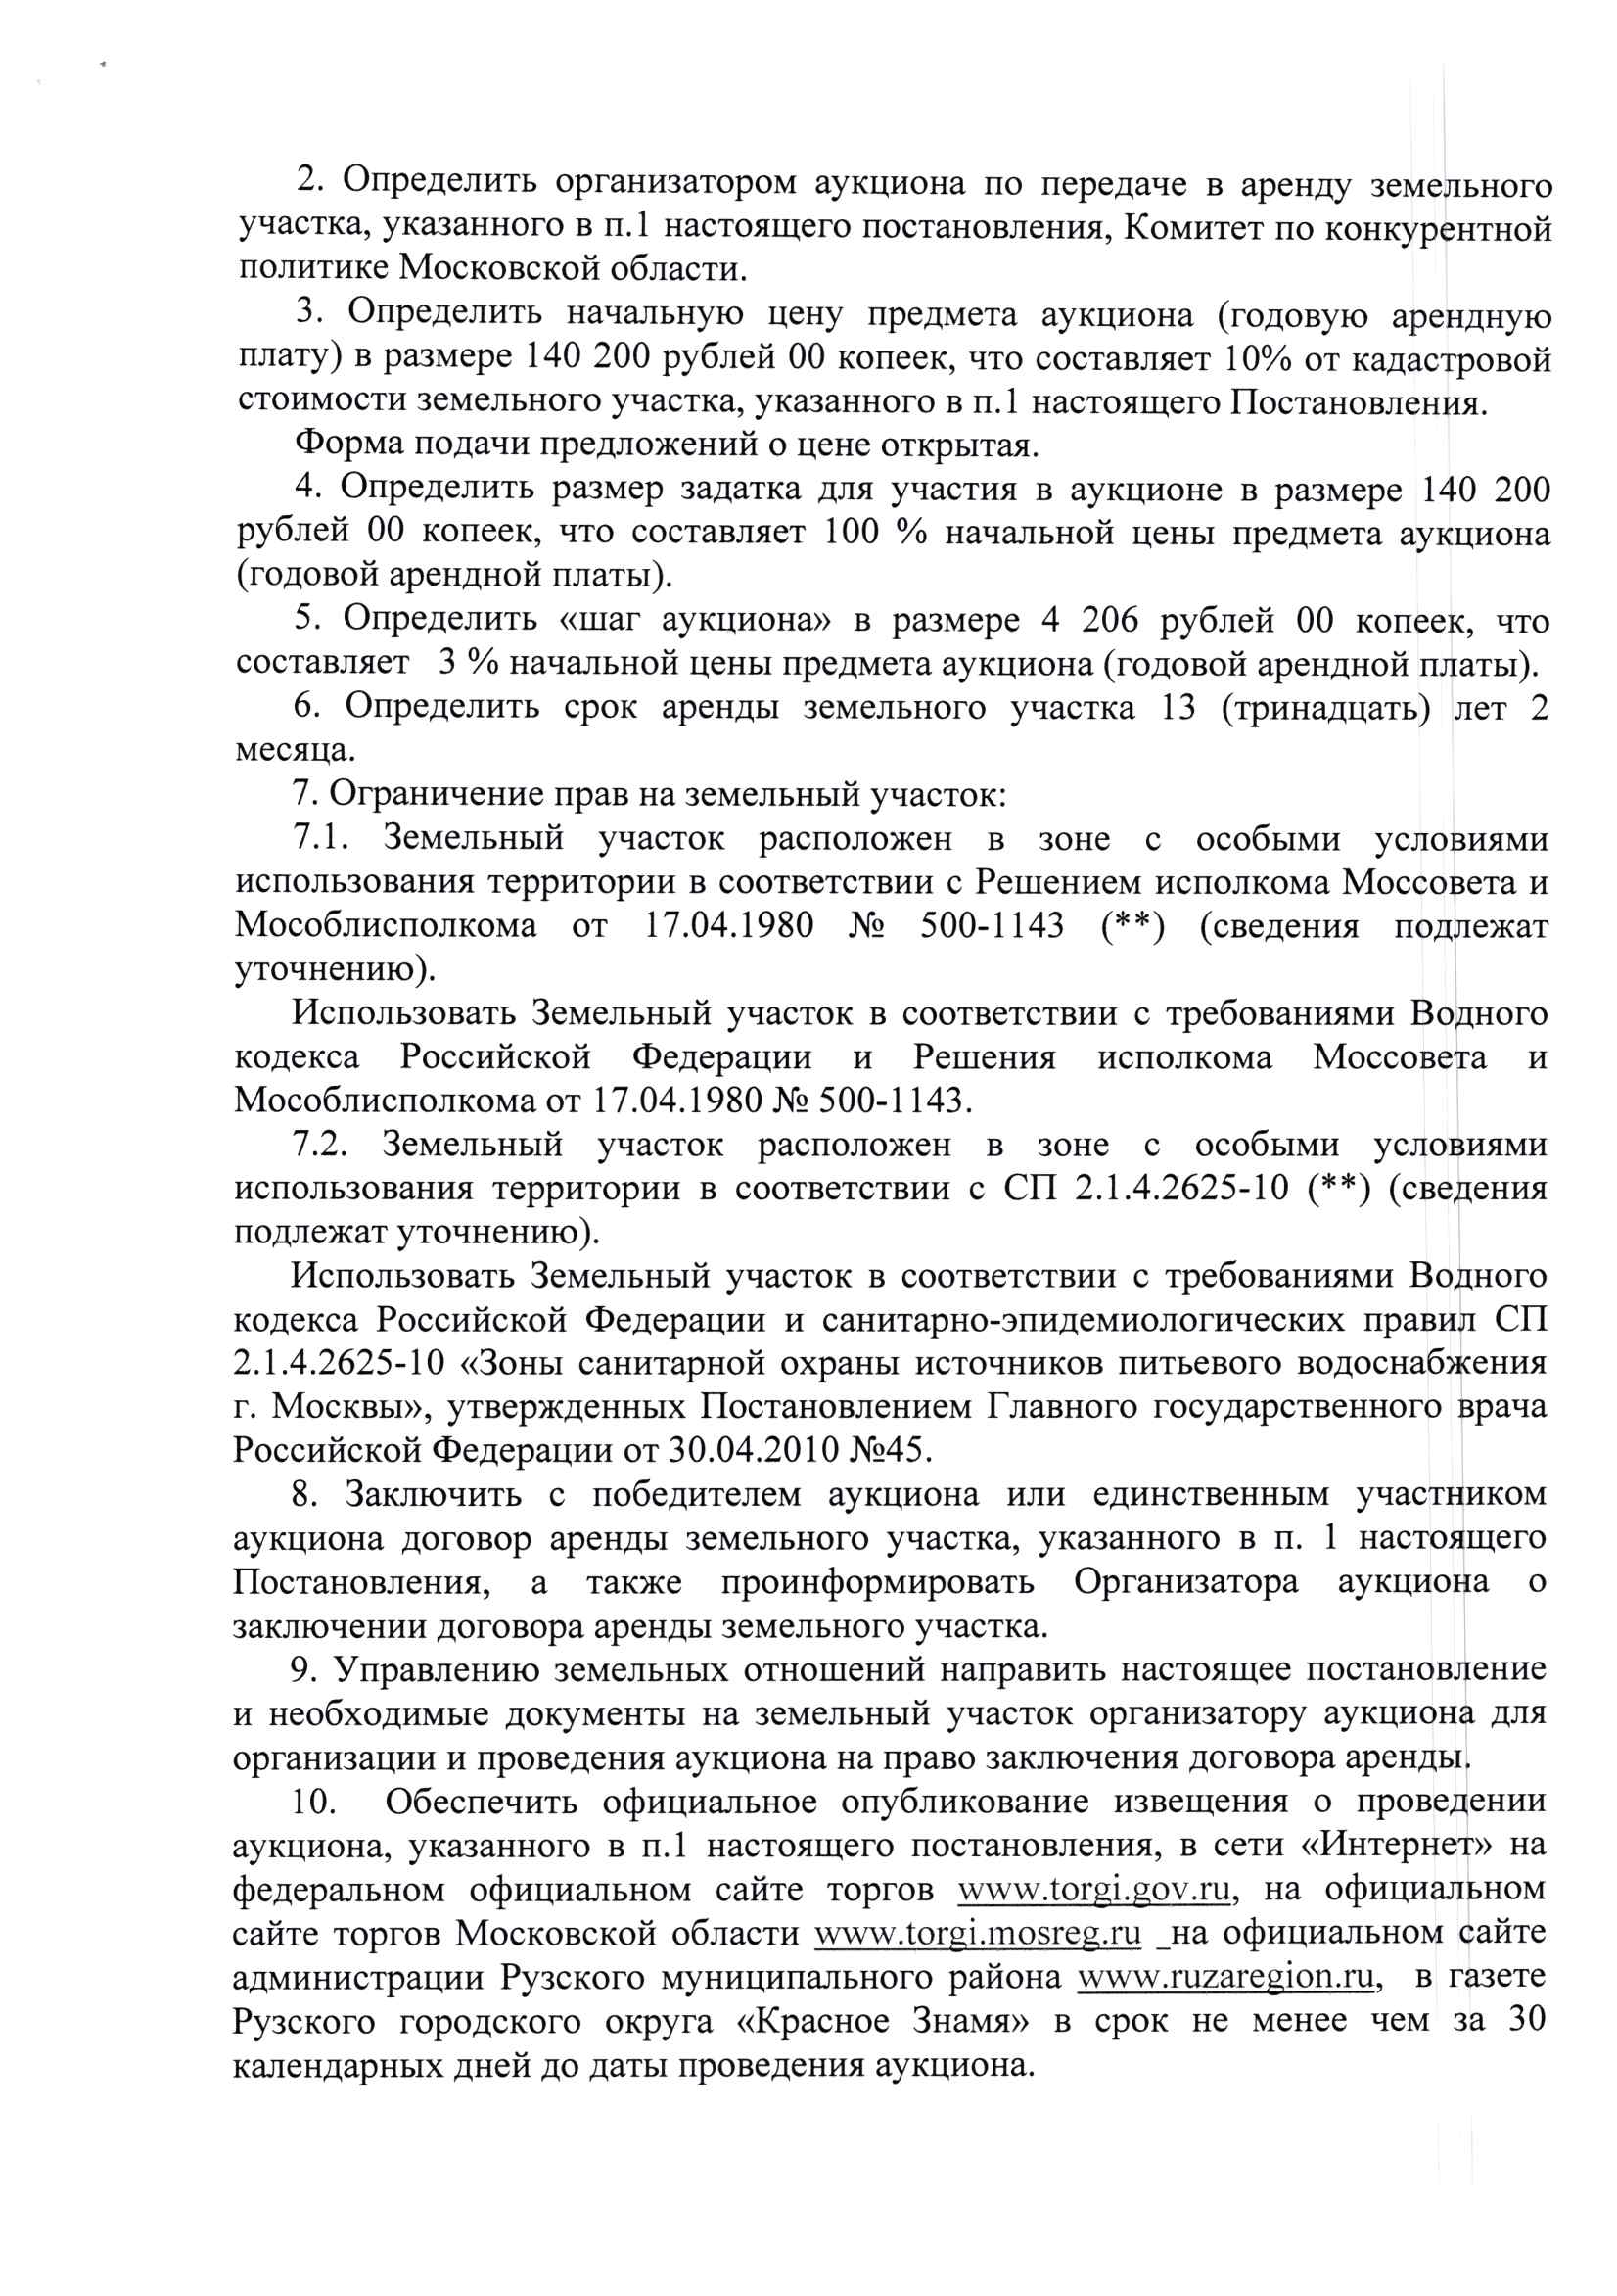 2. Определить организатором аукциона по передаче в аренду земельного
участка, указанного в п.1 настоящего постановления, Комитет по конкурентной
политике Московской области.
3. Определить начальную цену предмета аукциона (годовую арендную
плату) в размере 140 200 рублей 00 копеек, что составляет 10% от кадастровой
стоимости земельного участка, указанного в п.1 настоящего Постановления.
Форма подачи предложений о цене открытая.
4. Определить размер задатка для участия в аукционе в размере 140 200
рублей 00 копеек, что составляет 100 % начальной цены предмета аукциона
(годовой арендной платы).
5. Определить «шаг аукциона» в размере 4 206 рублей 00 копеек, что
составляет 3 % начальной цены предмета аукциона (годовой арендной платы).
6. Определить срок аренды земельного участка 13 (тринадцать) лет 2
месяца.
7. Ограничение прав на земельный участок:
7.1. Земельный участок расположен в зоне с особыми условиями
использования территории в соответствии с Решением исполкома Моссовета и
Мособлисполкома от 17.04.1980 № 500-1143 (**) (сведения подлежат
уточнению).
Использовать Земельный участок в соответствии с требованиями Водного
кодекса Российской Федерации и Решения исполкома Моссовета и
Мособлисполкома от 17.04.1980 № 500-1143.
7.2. Земельный участок расположен в зоне с особыми условиями
использования территории в соответствии с СП 2.1.4.2625-10 (**) (сведения
подлежат уточнению).
Использовать Земельный участок в соответствии с требованиями Водного
кодекса Российской Федерации и санитарно-эпидемиологических правил СП
2.1.4.2625-10 «Зоны санитарной охраны источников питьевого водоснабжения
г. Москвы», утвержденных Постановлением Главного государственного врача
Российской Федерации от 30.04.2010 №45.
8. Заключить с победителем аукциона или единственным участником
аукциона договор аренды земельного участка, указанного в п. 1 настоящего
Постановления, а также проинформировать Организатора аукциона о
заключении договора аренды земельного участка.
9. Управлению земельных отношений направить настоящее постановление
и необходимые документы на земельный участок организатору аукциона для
организации и проведения аукциона на право заключения договора аренды.
10. Обеспечить официальное опубликование извещения о проведении
аукциона, указанного в п.1 настоящего постановления, в сети «Интернет» на
федеральном официальном сайте торгов www.torgi.gov.ru, на официальном
сайте торгов Московской области www.torgi.mosreg.ru _на официальном сайте
администрации Рузского муниципального района www.ruzaregion.ru, в газете
Рузского городского округа «Красное Знамя» в срок не менее чем за 30
календарных дней до даты проведения аукциона.